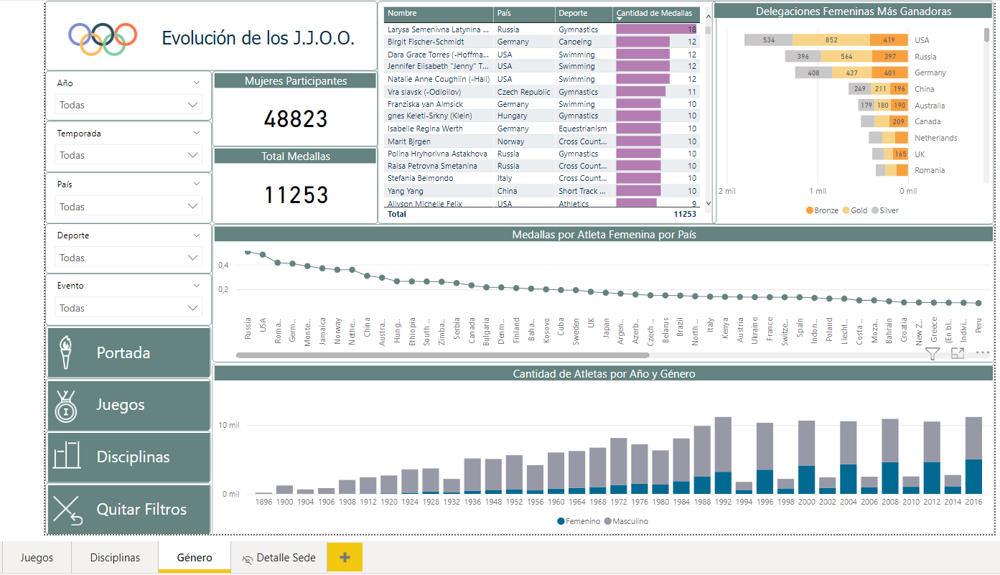 Evolución de los J.J.O.O.
Año
Todas
Temporada
Todas
País
Todas
Deporte
Todas
Evento
Todas
Portada
Juegos
Disciplinas
Quitar Filtros
Mujeres Participantes
48823
Total Medallas
11253
Nombre País Deporte Cantidad de Medallas
Larysa Semenivna Latynina ... Russia Gymnastics 18
Birgit Fischer-Schmidt Germany Canoeing 12
Dara Grace Torres (-Hoffma... USA Swimming 12
Jennifer Elisabeth "Jenny" T... USA Swimming 12
Natalie Anne Coughlin (-Hall) USA Swimming 12
Vra slavsk (-Odloilov) Czech Republic Gymnastics 11
Franziska van Almsick Germany Swimming 10
gnes Keleti-Srkny (Klein) Hungary Gymnastics 10
Isabelle Regina Werth Germany Equestrianism 10
Marit Bjrgen Norway Cross Count... 10
Polina Hryhorivna Astakhova Russia Gymnastics 10
Raisa Petrovna Smetanina Russia Cross Count... 10
Stefania Belmondo Italy Cross Count... 10
Yang Yang China Short Track ... 10
Allyson Michelle Felix USA Athletics 9
Total 11253
Delegaciones Femeninas Más Ganadoras
534 852 419 USA
396 564 397 Russia
408 437 401 Germany
249 211 196 China
179 180 190 Australia
209 Canada
Netherlands
165 UK
Romania
2 mil 1 mil 0 mil
Bronze Gold Silver
Medallas por Atleta Femenina por País
0,4
0,2
Russia
USA
Roma...
Germ...
Monte...
Jamaica
Norway
Nethe...
China
Austra...
Hung...
Ethiopia
South ...
Zimba...
Serbia
Canada
Bulgaria
Denm...
Finland
Baha...
Kosovo
Cuba
Sweden
UK
Japan
Argen...
Azerb...
Czech ...
Belarus
Brazil
North ...
Italy
Kenya
Austria
Ukraine
France
Switze...
Spain
Indon...
Poland
Liecht...
Costa ...
Moza...
Bahrain
Croatia
New Z...
Greece
(En bl...
Indivi...
Peru
Cantidad de Atletas por Año y Género
10 mil
0 mil
1896 1900 1904 1906 1908 1912 1920 1924 1928 1932 1936 1948 1952 1956 1960 1964 1968 1972 1976 1980 1984 1988 1992 1994 1996 1998 2000 2002 2004 2006 2008 2010 2012 2014 2016
Femenino Masculino
Juegos Disciplinas Género Detalle Sede +